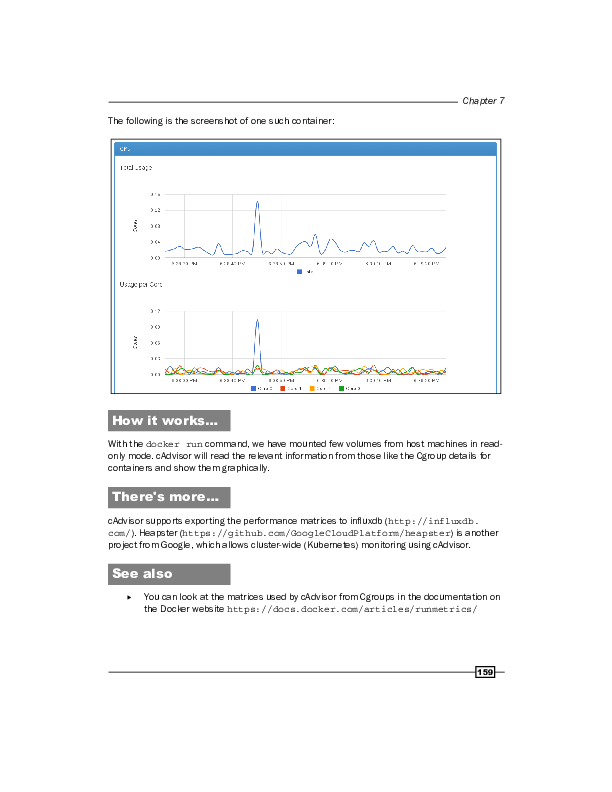 Chapter 7
The following is the screenshot of one such container:
CPU
Total Usage
Usage per Core
How it works...
With the docker run command, we have mounted few volumes from host machines in read-
only mode. cAdvisor will read the relevant information from those like the Cgroup details for
containers and show them graphically.
There's more...
cAdvisor supports exporting the performance matrices to influxdb (http://influxdb.
com/). Heapster (https://github.com/GoogleCloudPlatform/heapster) is another
project from Google, which allows cluster-wide (Kubernetes) monitoring using cAdvisor.
See also
► You can look at the matrices used by cAdvisor from Cgroups in the documentation on
the Docker website https://docs.docker.com/articles/runmetrics/
159